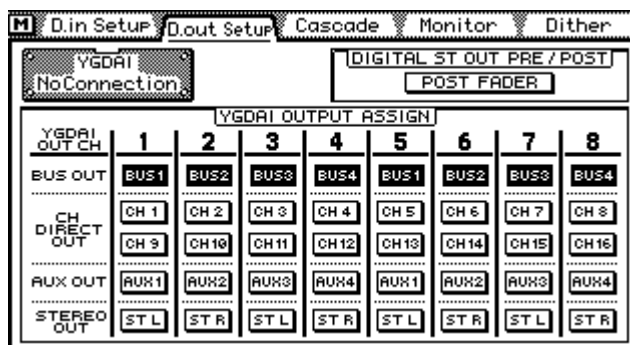 M D.in Setup D.out Setup Cascade Monitor Dither
YGDAI
NoConnection
DIGITAL ST OUT PRE/POST
POST FADER
YGDAI OUTPUT ASSIGN
YGDAI
OUT CH 1 2 3 4 5 6 7 8
BUS OUT BUS1 BUS2 BUS3 BUS4 BUS1 BUS2 BUS3 BUS4
CH
DIRECT
OUT
CH 1 CH 2 CH 3 CH 4 CH 5 CH 6 CH 7 CH 8
CH 9 CH10 CH11 CH12 CH13 CH14 CH15 CH16
AUX OUT AUX1 AUX2 AUX3 AUX4 AUX1 AUX2 AUX3 AUX4
STEREO
OUT
ST L ST R ST L ST R ST L ST R ST L ST R